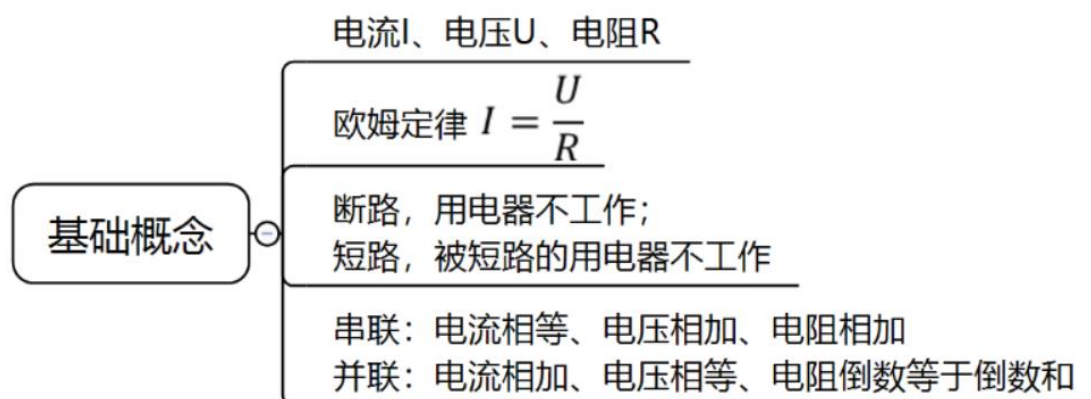 电流I、电压U、电阻R
欧姆定律 I = U/R
基础概念
断路，用电器不工作；
短路，被短路的用电器不工作
串联：电流相等、电压相加、电阻相加
并联：电流相加、电压相等、电阻倒数等于倒数和